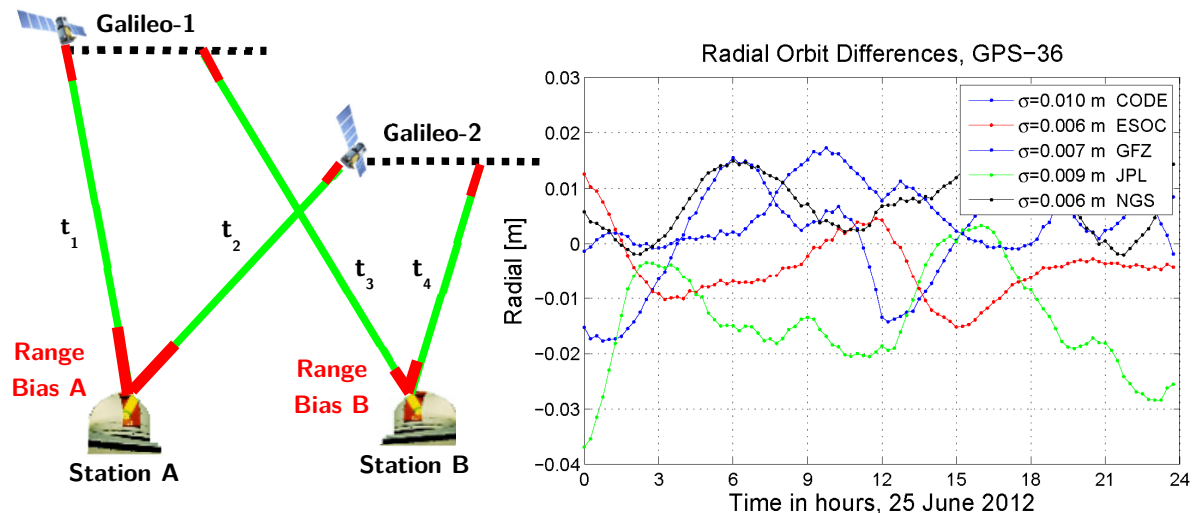 Galileo-1
Galileo-2
t1
t2
t3
t4
Range
Bias A
Range
Bias B
Station A
Station B
Radial Orbit Differences, GPS−36
σ=0.010 m CODE
σ=0.006 m ESOC
σ=0.007 m GFZ
σ=0.009 m JPL
σ=0.006 m NGS
Radial [m]
0.03
0.02
0.01
0
−0.01
−0.02
−0.03
−0.04
0 3 6 9 12 15 18 21 24
Time in hours, 25 June 2012